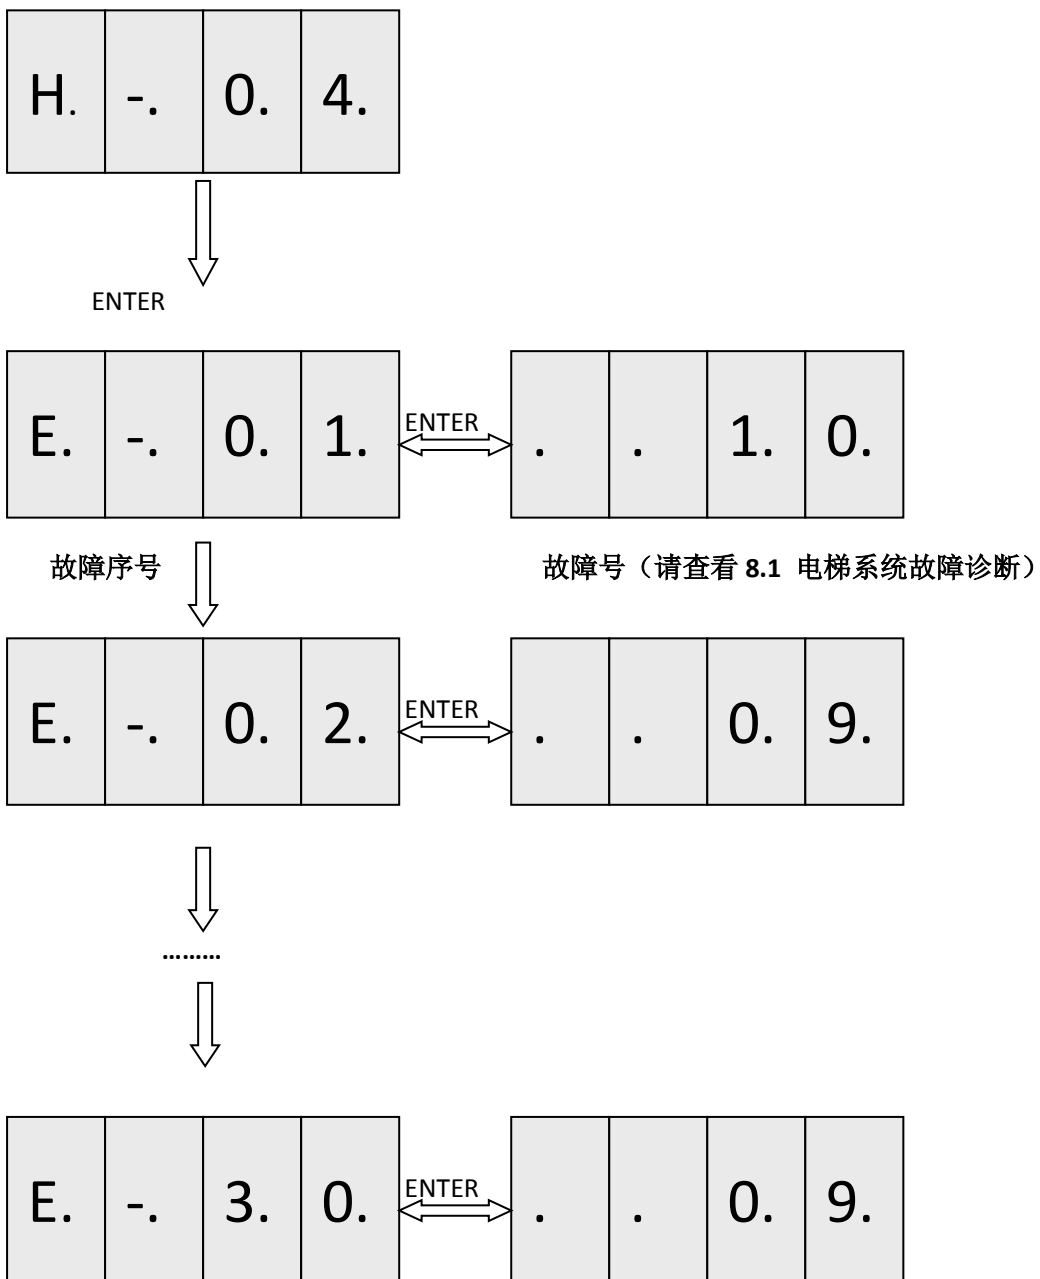 H. -. 0. 4.
ENTER
E. -. 0. 1. ENTER . . 1. 0.
故障序号 故障号（请查看 8.1 电梯系统故障诊断）
E. -. 0. 2. ENTER . . 0. 9.
.........
E. -. 3. 0. ENTER . . 0. 9.